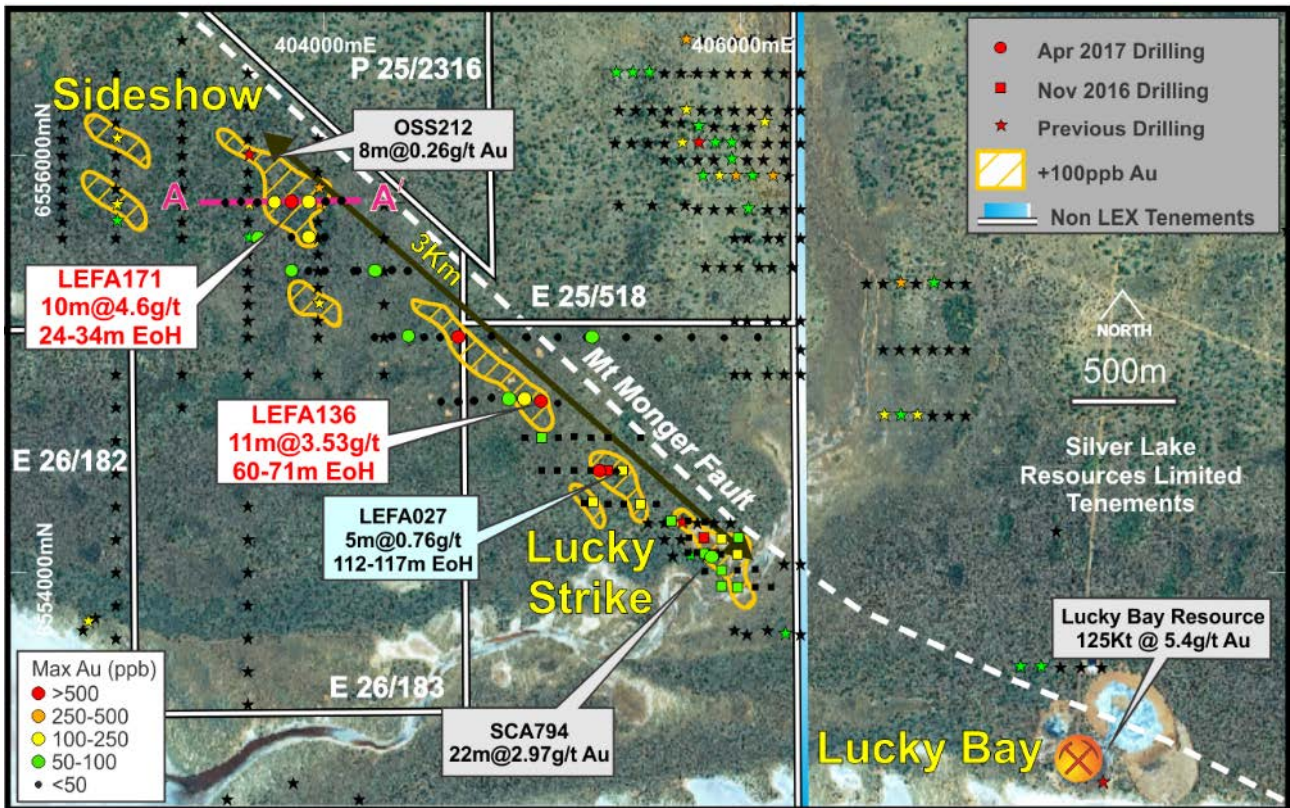 404000mE
406000mE
P 25/2316
Sideshow
6556000mN
OSS212
8m@0.26g/t Au
A
A'
3Km
LEFA171
10m@4.6g/t
24-34m EoH
E 25/518
Mt Monger Fault
LEFA136
11m@3.53g/t
60-71m EoH
E 26/182
LEFA027
5m@0.76g/t
112-117m EoH
Lucky
Strike
6554000mN
E 26/183
SCA794
22m@2.97g/t Au
Apr 2017 Drilling
Nov 2016 Drilling
Previous Drilling
+100ppb Au
Non LEX Tenements
NORTH
500m
Silver Lake
Resources Limited
Tenements
Lucky Bay Resource
125Kt @ 5.4g/t Au
Lucky Bay
Max Au (ppb)
>500
250-500
100-250
50-100
<50